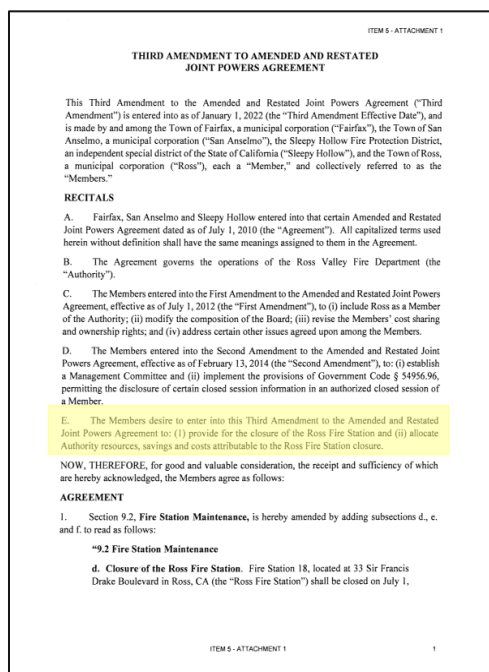 ITEM 5 - ATTACHMENT 1
THIRD AMENDMENT TO AMENDED AND RESTATED
JOINT POWERS AGREEMENT
This Third Amendment to the Amended and Restated Joint Powers Agreement (“Third
Amendment”) is entered into as of January 1, 2022 (the “Third Amendment Effective Date”), and
is made by and among the Town of Fairfax, a municipal corporation (“Fairfax”), the Town of San
Anselmo, a municipal corporation (“San Anselmo”), the Sleepy Hollow Fire Protection District,
an independent special district of the State of California (“Sleepy Hollow”), and the Town of Ross,
a municipal corporation (“Ross”), each a “Member,” and collectively referred to as the
“Members.”
RECITALS
A. Fairfax, San Anselmo and Sleepy Hollow entered into that certain Amended and Restated
Joint Powers Agreement dated as of July 1, 2010 (the “Agreement”). All capitalized terms used
herein without definition shall have the same meanings assigned to them in the Agreement.
B. The Agreement governs the operations of the Ross Valley Fire Department (the
“Authority”).
C. The Members entered into the First Amendment to the Amended and Restated Joint Powers
Agreement, effective as of July 1, 2012 (the “First Amendment”), to (i) include Ross as a Member
of the Authority; (ii) modify the composition of the Board; (iii) revise the Members’ cost sharing
and ownership rights; and (iv) address certain other issues agreed upon among the Members.
D. The Members entered into the Second Amendment to the Amended and Restated Joint
Powers Agreement, effective as of February 13, 2014 (the “Second Amendment”), to: (i) establish
a Management Committee and (ii) implement the provisions of Government Code § 54956.96,
permitting the disclosure of certain closed session information in an authorized closed session of
a Member.
E. The Members desire to enter into this Third Amendment to the Amended and Restated
Joint Powers Agreement to: (1) provide for the closure of the Ross Fire Station and (ii) allocate
Authority resources, savings and costs attributable to the Ross Fire Station closure.
NOW, THEREFORE, for good and valuable consideration, the receipt and sufficiency of which
are hereby acknowledged, the Members agree as follows:
AGREEMENT
1. Section 9.2, Fire Station Maintenance, is hereby amended by adding subsections d., e.
and f. to read as follows:
“9.2 Fire Station Maintenance
d. Closure of the Ross Fire Station. Fire Station 18, located at 33 Sir Francis
Drake Boulevard in Ross, CA (the “Ross Fire Station”) shall be closed on July 1,
ITEM 5 - ATTACHMENT 1 1